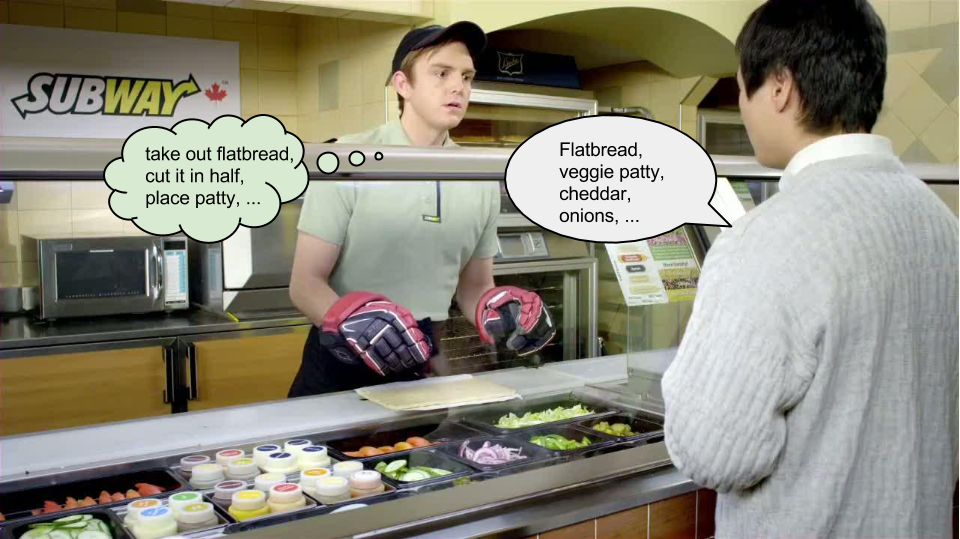 SUBWAY
take out flatbread,
cut it in half,
place patty, ...
Flatbread,
veggie patty,
cheddar,
onions, ...